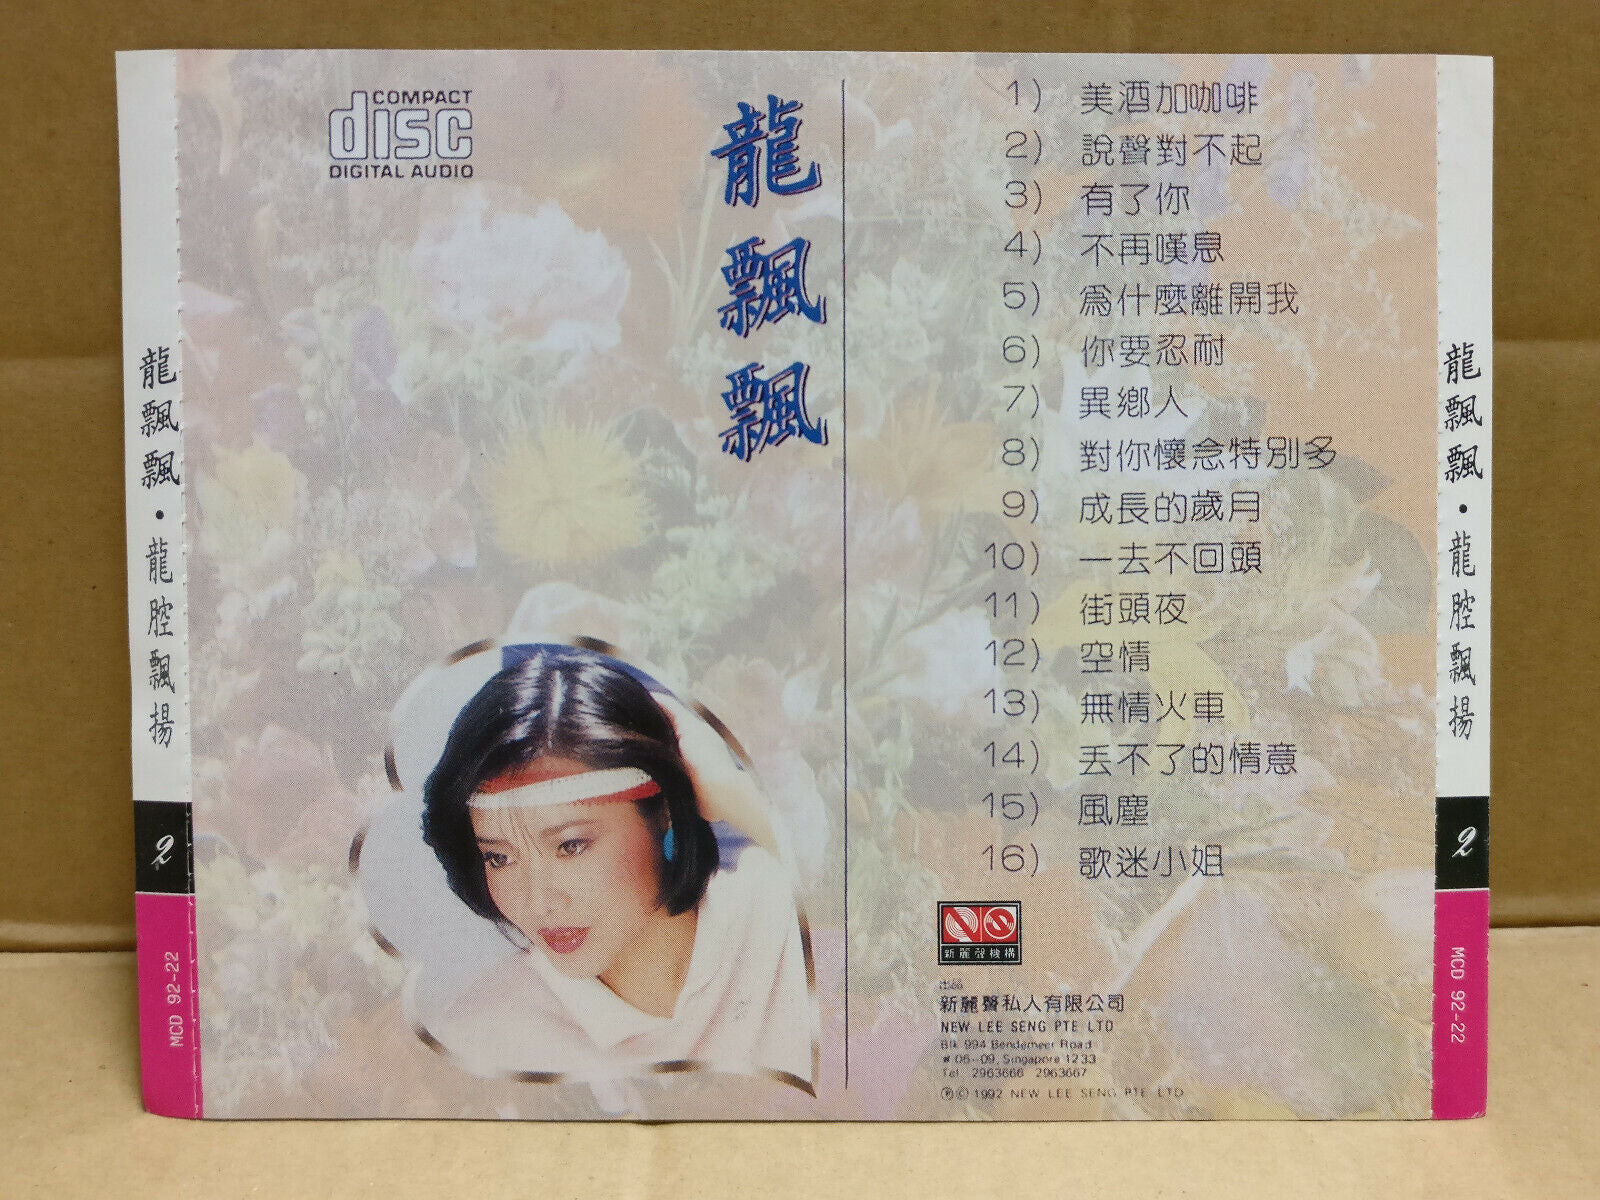 龍飄飄・龍腔飄揚
2
MCD 92-22
COMPACT
disc
DIGITAL AUDIO
龍飄飄
1) 美酒加咖啡
2) 說聲對不起
3) 有了你
4) 不再嘆息
5) 為什麼離開我
6) 你要忍耐
7) 異鄉人
8) 對你懷念特別多
9) 成長的歲月
10) 一去不回頭
11) 街頭夜
12) 空情
13) 無情火車
14) 丟不了的情意
15) 風塵
16) 歌迷小姐
新麗聲機構
出品
新麗聲私人有限公司
NEW LEE SENG PTE LTD
Blk 994 Bendemeer Road
# 06-09, Singapore 1233
Tel: 2963666 2963667
Ⓟ© 1992 NEW LEE SENG PTE LTD
龍飄飄・龍腔飄揚
2
MCD 92-22